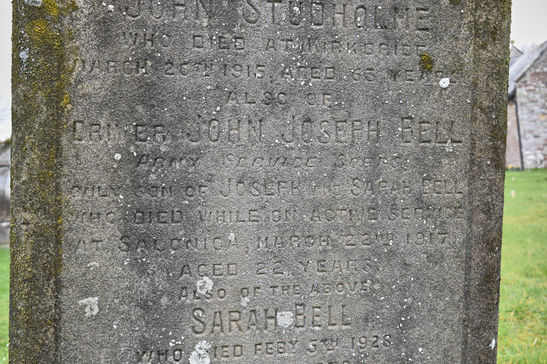 JOHN STUDHOLME
WHO DIED AT KIRKBRIDE
MARCH 26TH 1915, AGED 66 YEARS
ALSO OF
DRIVER JOHN JOSEPH BELL
ARMY SERVICE CORPS
ONLY SON OF JOSEPH AND SARAH BELL
WHO DIED WHILE ON ACTIVE SERVICE
AT SALONICA, MARCH 22ND 1917,
AGED 22 YEARS.
ALSO OF THE ABOVE
SARAH BELL
WHO DIED FEBY 5TH 1928